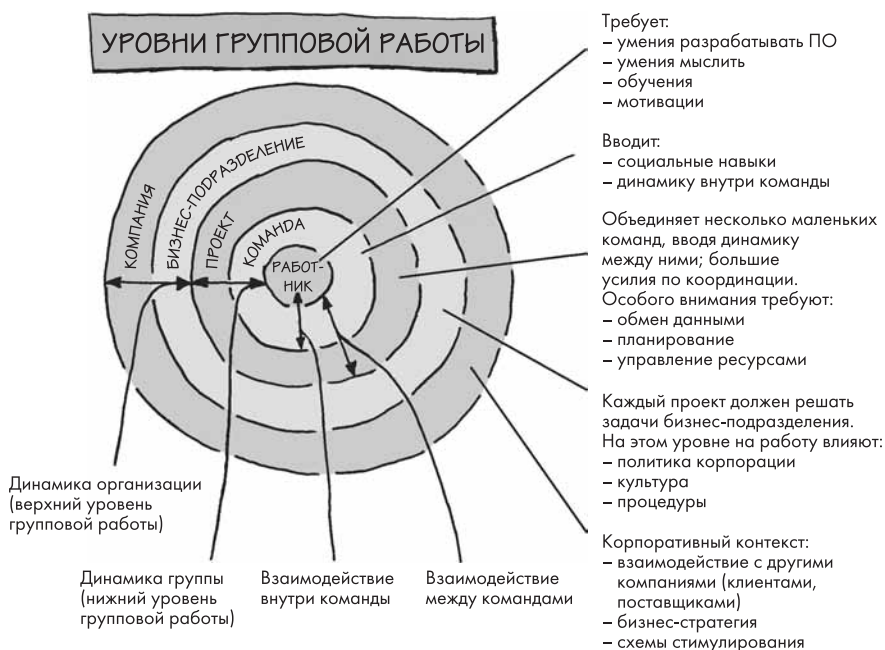 УРОВНИ ГРУППОВОЙ РАБОТЫ
КОМПАНИЯ
БИЗНЕС-ПОДРАЗДЕЛЕНИЕ
ПРОЕКТ
КОМАНДА
РАБОТ-
НИК
Требует:
– умения разрабатывать ПО
– умения мыслить
– обучения
– мотивации
Вводит:
– социальные навыки
– динамику внутри команды
Объединяет несколько маленьких
команд, вводя динамику
между ними; большие
усилия по координации.
Особого внимания требуют:
– обмен данными
– планирование
– управление ресурсами
Каждый проект должен решать
задачи бизнес-подразделения.
На этом уровне на работу влияют:
– политика корпорации
– культура
– процедуры
Корпоративный контекст:
– взаимодействие с другими
компаниями (клиентами,
поставщиками)
– бизнес-стратегия
– схемы стимулирования
Динамика организации
(верхний уровень
групповой работы)
Динамика группы
(нижний уровень
групповой работы)
Взаимодействие
внутри команды
Взаимодействие
между командами